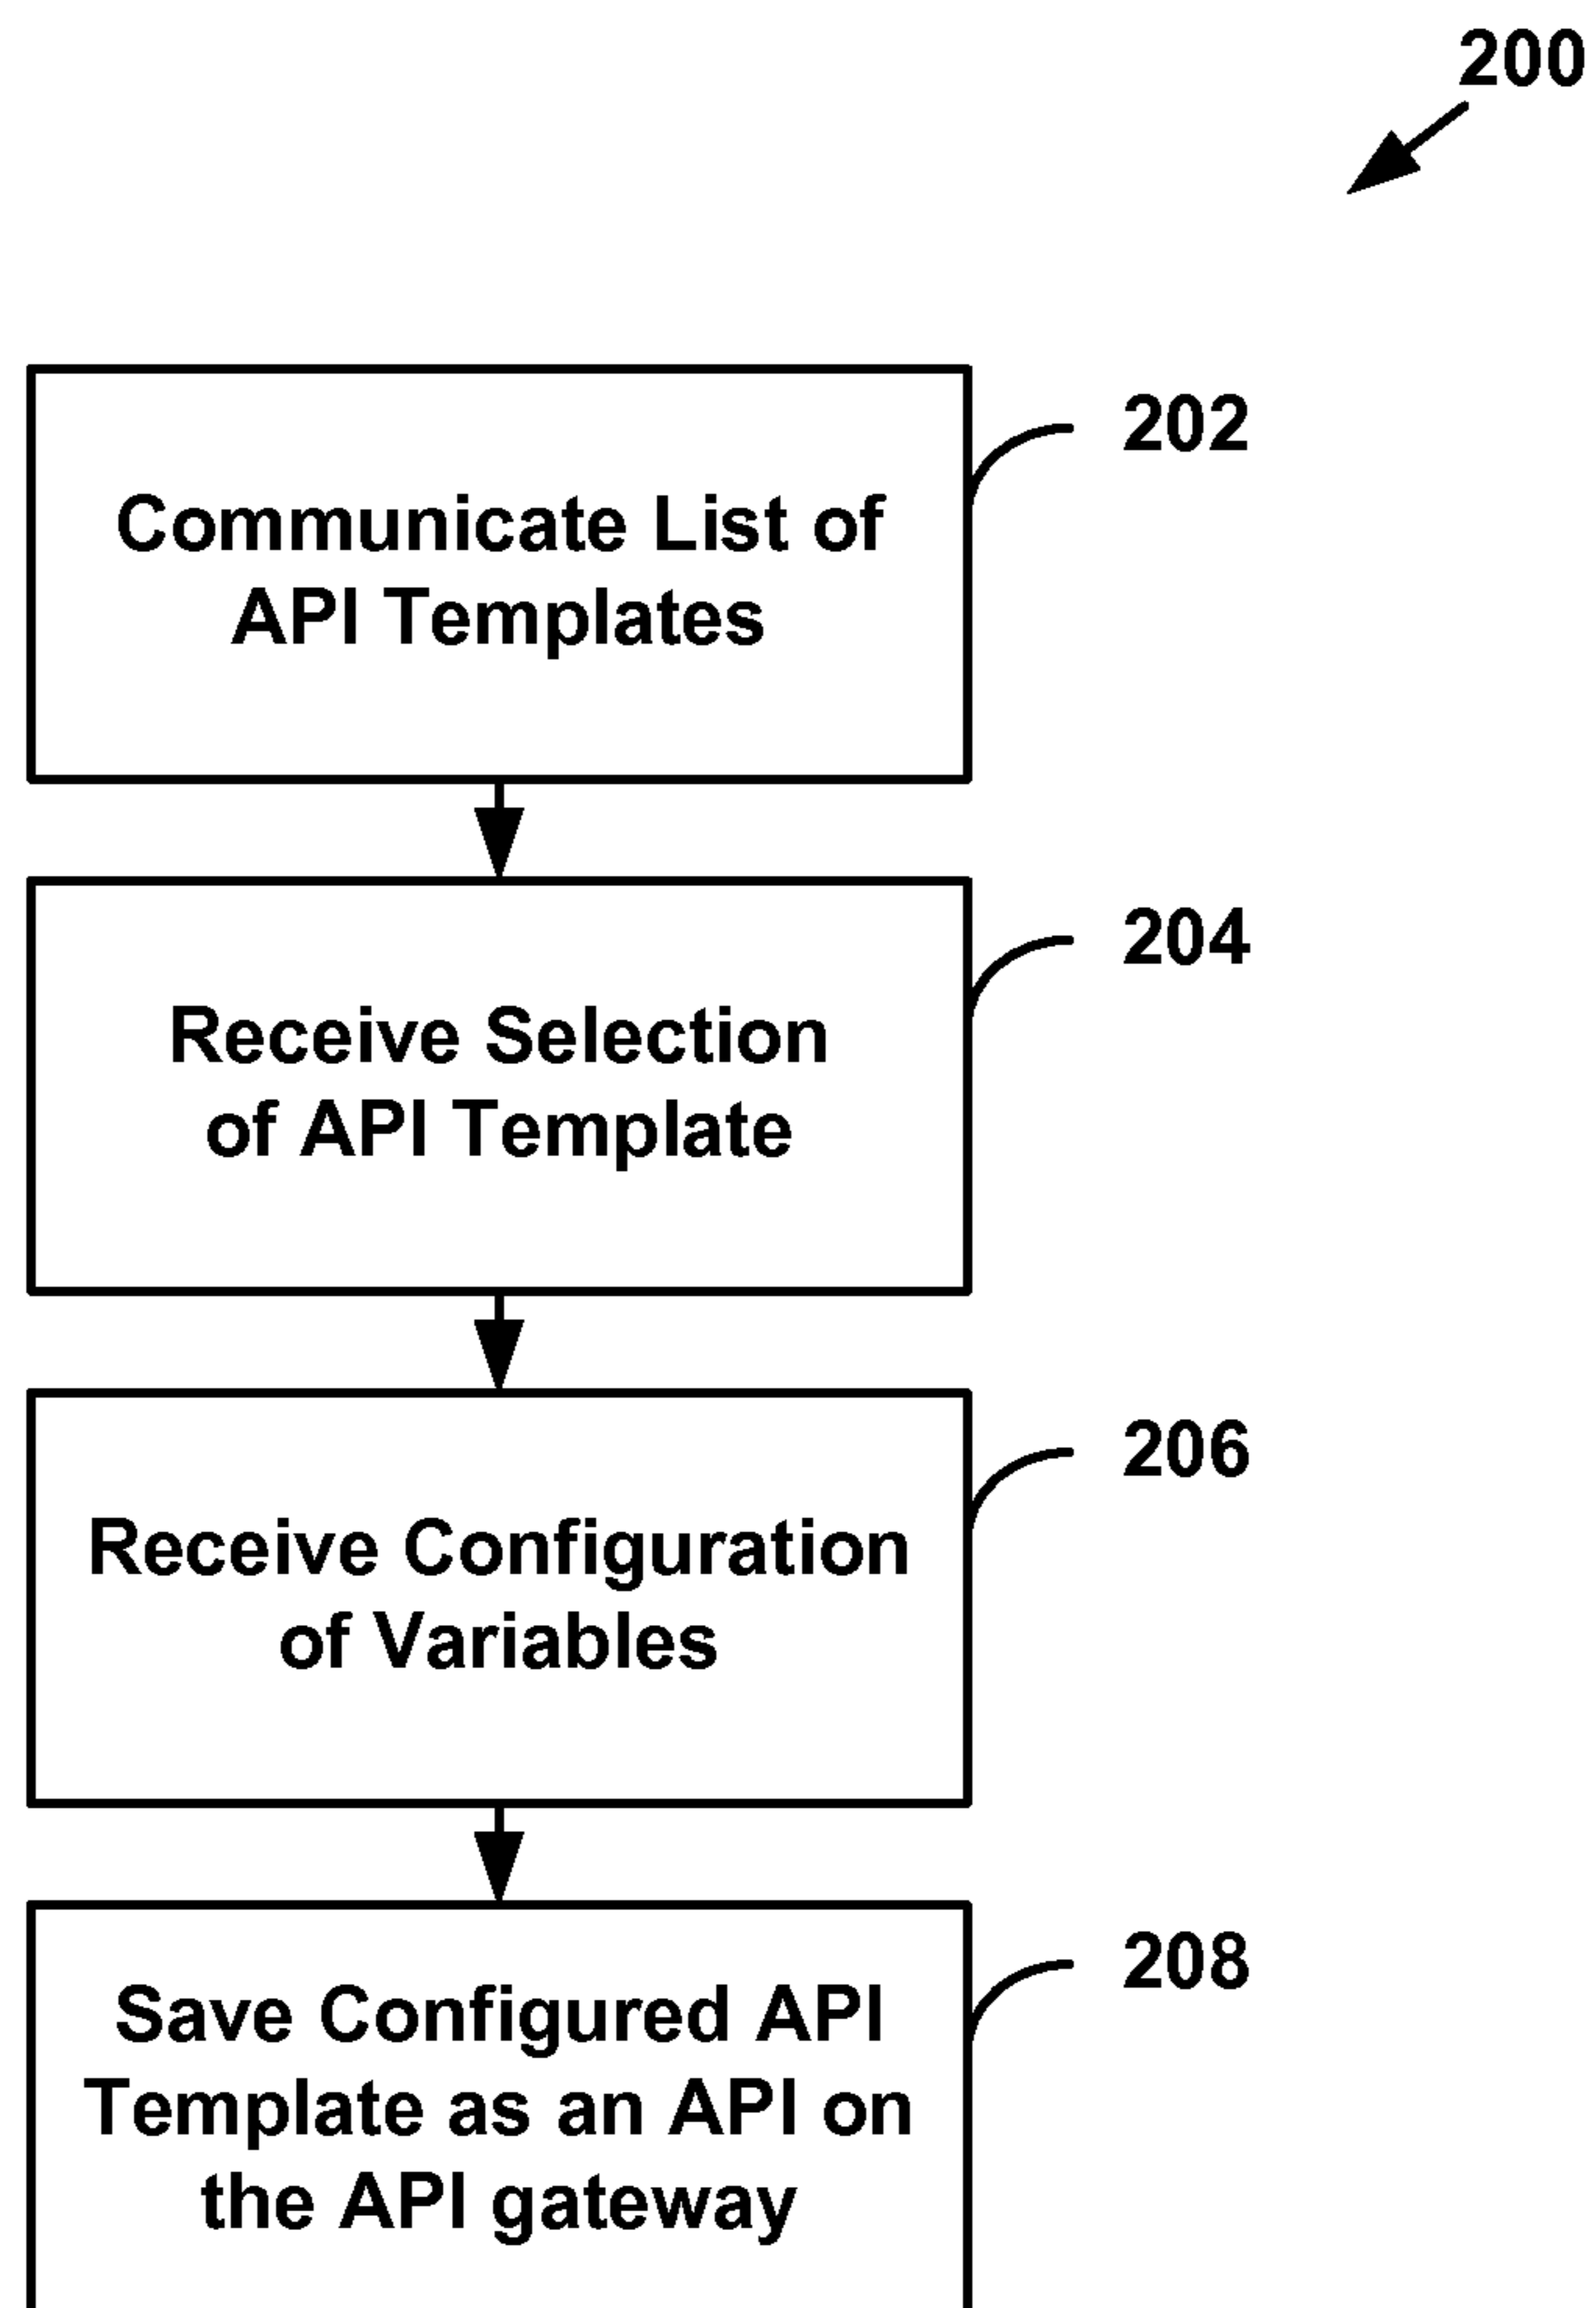 200
202
Communicate List of
API Templates
204
Receive Selection
of API Template
206
Receive Configuration
of Variables
208
Save Configured API
Template as an API on
the API gateway